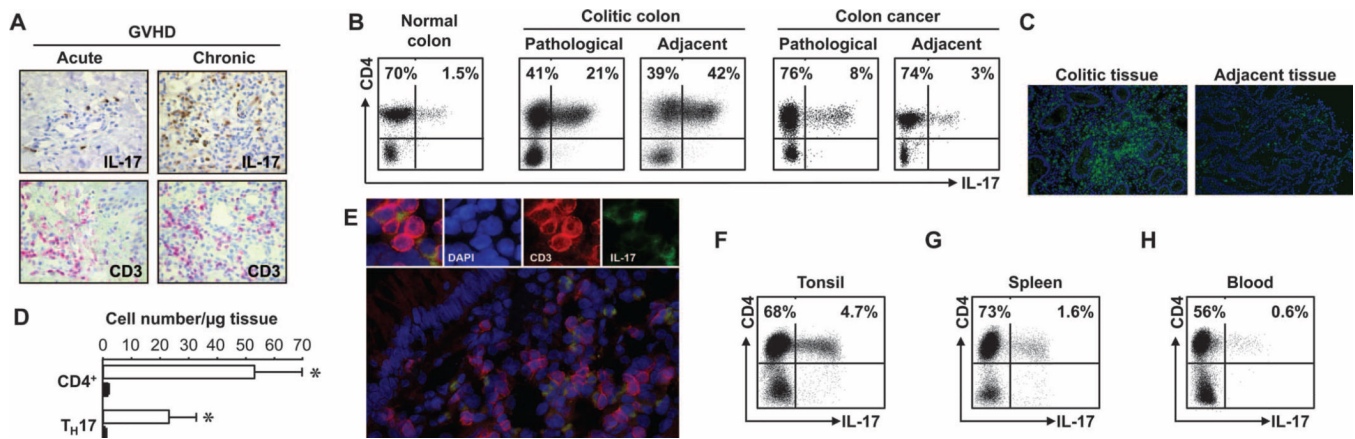 A
GVHD
Acute Chronic
IL-17 IL-17
CD3 CD3
B
Normal colon
Colitic colon
Colon cancer
Pathological Adjacent
Pathological Adjacent
CD4
70% 1.5%
41% 21%
39% 42%
76% 8%
74% 3%
IL-17
C
Colitic tissue Adjacent tissue
D
Cell number/µg tissue
0 10 20 30 40 50 60 70
CD4⁺ *
T_H17 *
E
DAPI CD3 IL-17
F
Tonsil
CD4
68% 4.7%
IL-17
G
Spleen
CD4
73% 1.6%
IL-17
H
Blood
CD4
56% 0.6%
IL-17